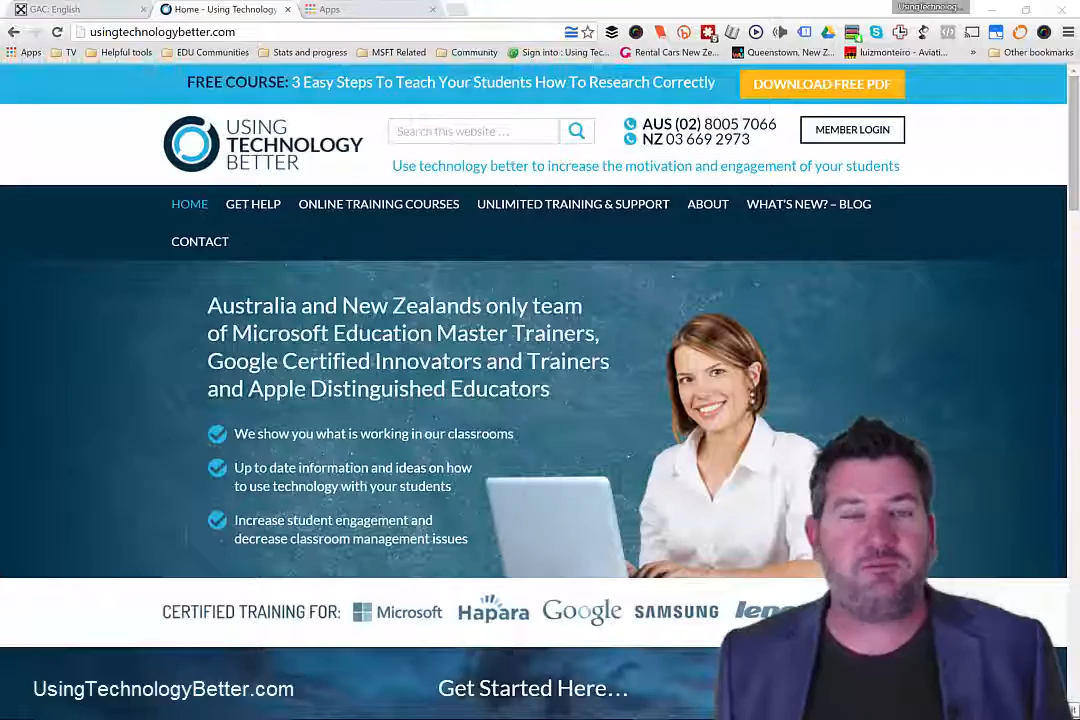 GAC: English
Home - Using Technology
Apps
UsingTechnolog...
usingtechnologybetter.com
Apps
TV
Helpful tools
EDU Communities
Stats and progress
MSFT Related
Community
Sign into : Using Tec...
Rental Cars New Ze...
Queenstown, New Z...
luizmonteiro - Aviati...
»
Other bookmarks
FREE COURSE: 3 Easy Steps To Teach Your Students How To Research Correctly
DOWNLOAD FREE PDF
USING
TECHNOLOGY
BETTER
Search this website ...
AUS (02) 8005 7066
NZ 03 669 2973
MEMBER LOGIN
Use technology better to increase the motivation and engagement of your students
HOME
GET HELP
ONLINE TRAINING COURSES
UNLIMITED TRAINING & SUPPORT
ABOUT
WHAT'S NEW? – BLOG
CONTACT
Australia and New Zealands only team
of Microsoft Education Master Trainers,
Google Certified Innovators and Trainers
and Apple Distinguished Educators
We show you what is working in our classrooms
Up to date information and ideas on how
to use technology with your students
Increase student engagement and
decrease classroom management issues
CERTIFIED TRAINING FOR:
Microsoft
Hapara
Google
SAMSUNG
leno
UsingTechnologyBetter.com
Get Started Here...